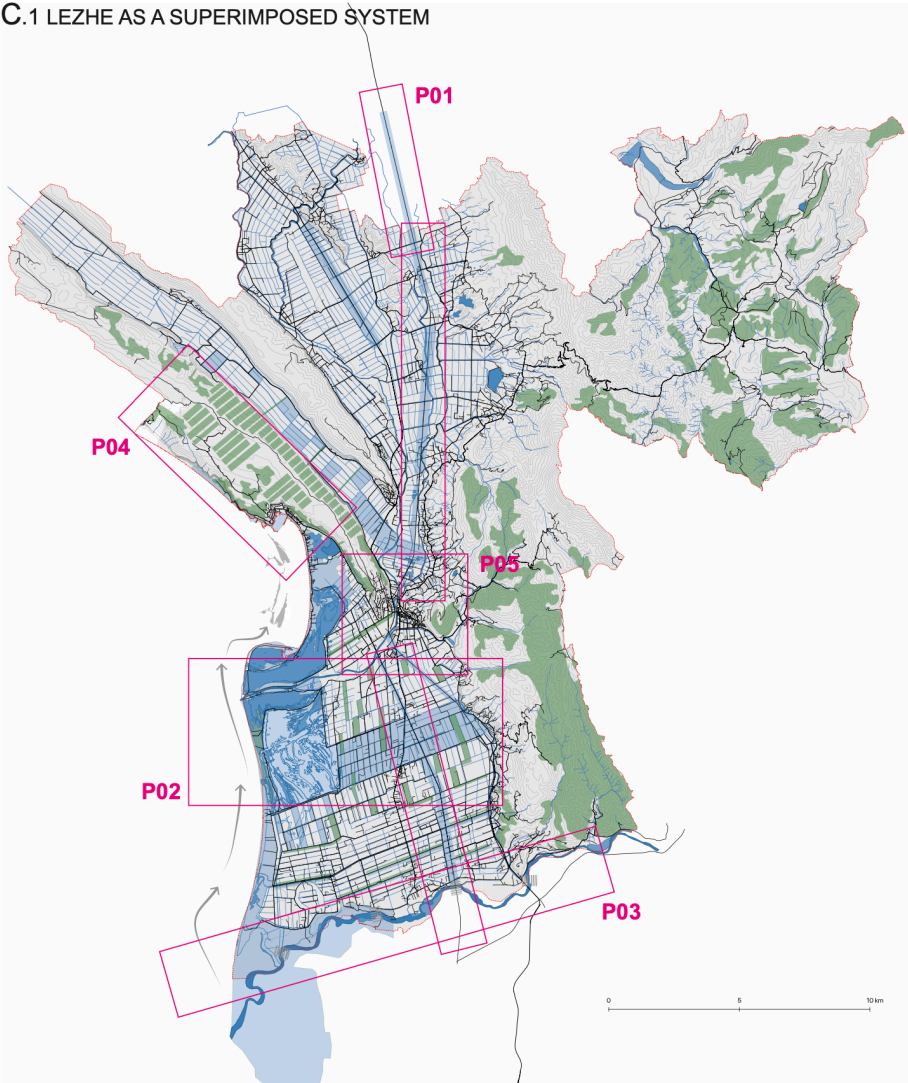 C.1 LEZHE AS A SUPERIMPOSED SYSTEM
P01
P04
P05
P02
P03
0 5 10 km